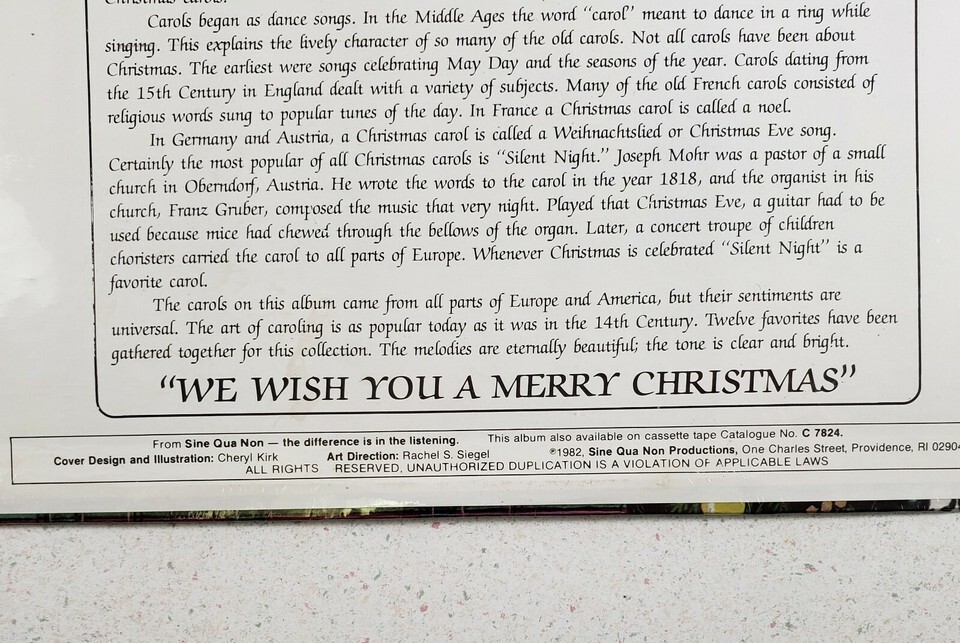 Christmas carols.
Carols began as dance songs. In the Middle Ages the word "carol" meant to dance in a ring while
singing. This explains the lively character of so many of the old carols. Not all carols have been about
Christmas. The earliest were songs celebrating May Day and the seasons of the year. Carols dating from
the 15th Century in England dealt with a variety of subjects. Many of the old French carols consisted of
religious words sung to popular tunes of the day. In France a Christmas carol is called a noel.
In Germany and Austria, a Christmas carol is called a Weihnachtslied or Christmas Eve song.
Certainly the most popular of all Christmas carols is "Silent Night." Joseph Mohr was a pastor of a small
church in Oberndorf, Austria. He wrote the words to the carol in the year 1818, and the organist in his
church, Franz Gruber, composed the music that very night. Played that Christmas Eve, a guitar had to be
used because mice had chewed through the bellows of the organ. Later, a concert troupe of children
choristers carried the carol to all parts of Europe. Whenever Christmas is celebrated "Silent Night" is a
favorite carol.
The carols on this album came from all parts of Europe and America, but their sentiments are
universal. The art of caroling is as popular today as it was in the 14th Century. Twelve favorites have been
gathered together for this collection. The melodies are eternally beautiful; the tone is clear and bright.
"WE WISH YOU A MERRY CHRISTMAS"
From Sine Qua Non — the difference is in the listening. This album also available on cassette tape Catalogue No. C 7824.
Cover Design and Illustration: Cheryl Kirk Art Direction: Rachel S. Siegel ℗1982, Sine Qua Non Productions, One Charles Street, Providence, RI 02904
ALL RIGHTS RESERVED, UNAUTHORIZED DUPLICATION IS A VIOLATION OF APPLICABLE LAWS